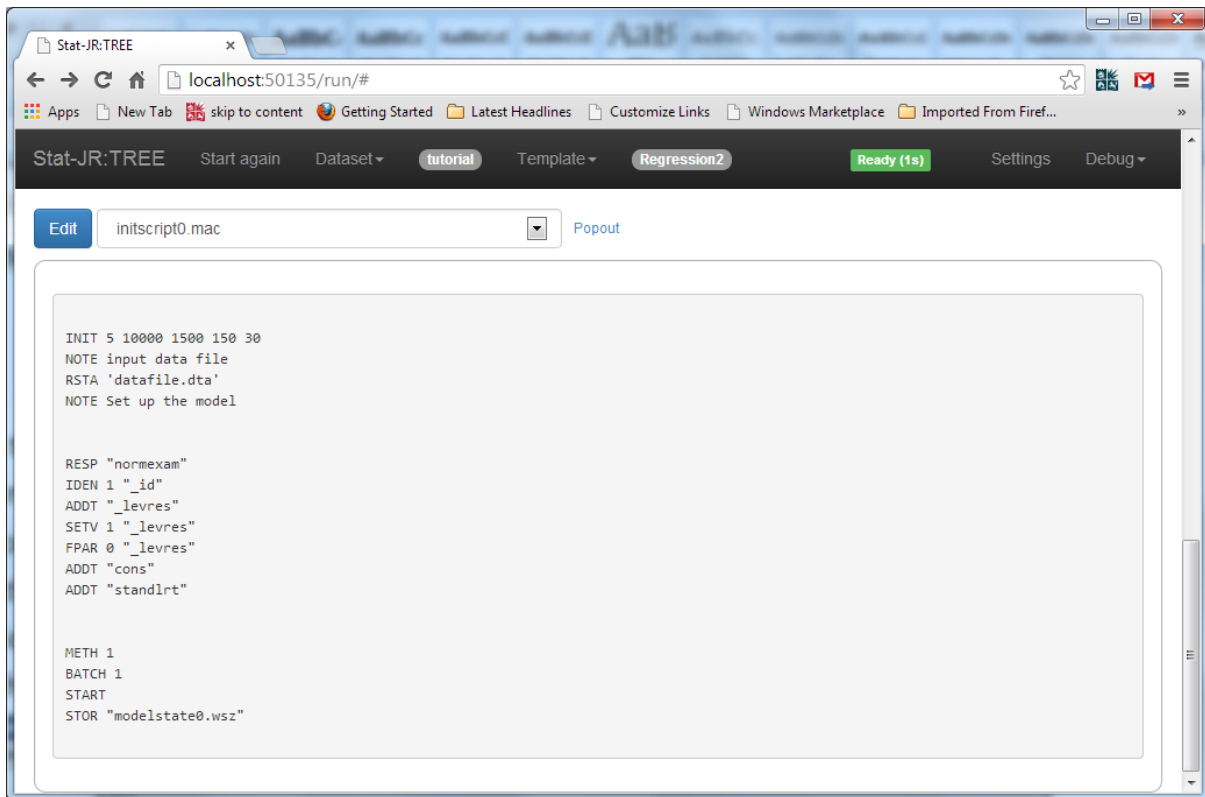 Stat-JR:TREE
localhost:50135/run/#
Apps New Tab skip to content Getting Started Latest Headlines Customize Links Windows Marketplace Imported From Firef... »
Stat-JR:TREE Start again Dataset tutorial Template Regression2 Ready (1s) Settings Debug
Edit initscript0.mac Popout
INIT 5 10000 1500 150 30
NOTE input data file
RSTA 'datafile.dta'
NOTE Set up the model
RESP "normexam"
IDEN 1 "_id"
ADDT "_levres"
SETV 1 "_levres"
FPAR 0 "_levres"
ADDT "cons"
ADDT "standlrt"
METH 1
BATCH 1
START
STOR "modelstate0.wsz"